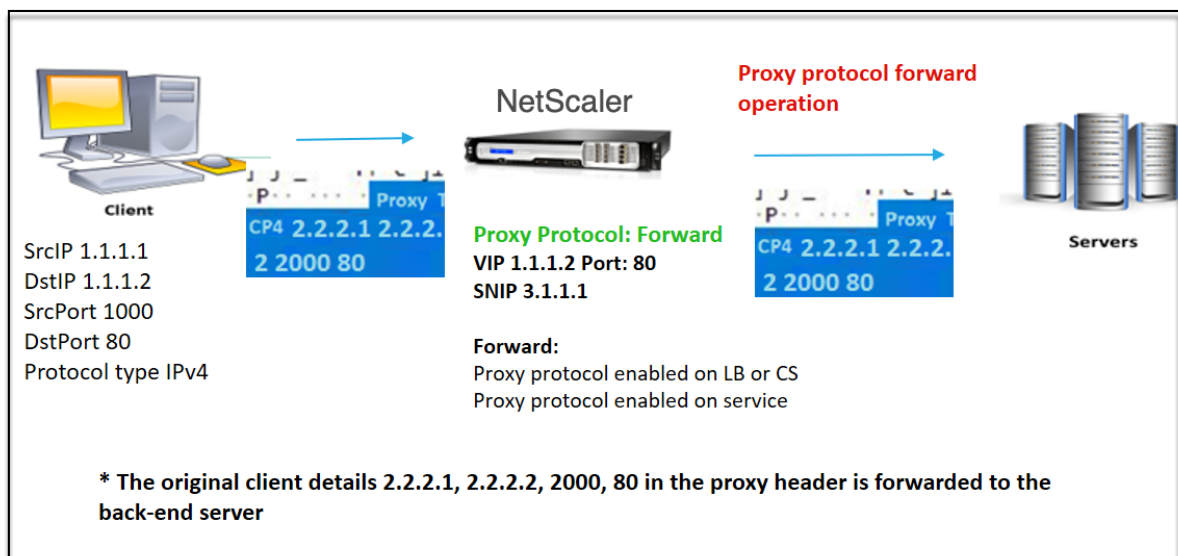 Client
SrcIP 1.1.1.1
DstIP 1.1.1.2
SrcPort 1000
DstPort 80
Protocol type IPv4
Proxy
CP4 2.2.2.1 2.2.2.
2 2000 80
NetScaler
Proxy Protocol: Forward
VIP 1.1.1.2 Port: 80
SNIP 3.1.1.1
Forward:
Proxy protocol enabled on LB or CS
Proxy protocol enabled on service
Proxy protocol forward
operation
Proxy
CP4 2.2.2.1 2.2.2.
2 2000 80
Servers
* The original client details 2.2.2.1, 2.2.2.2, 2000, 80 in the proxy header is forwarded to the
back-end server